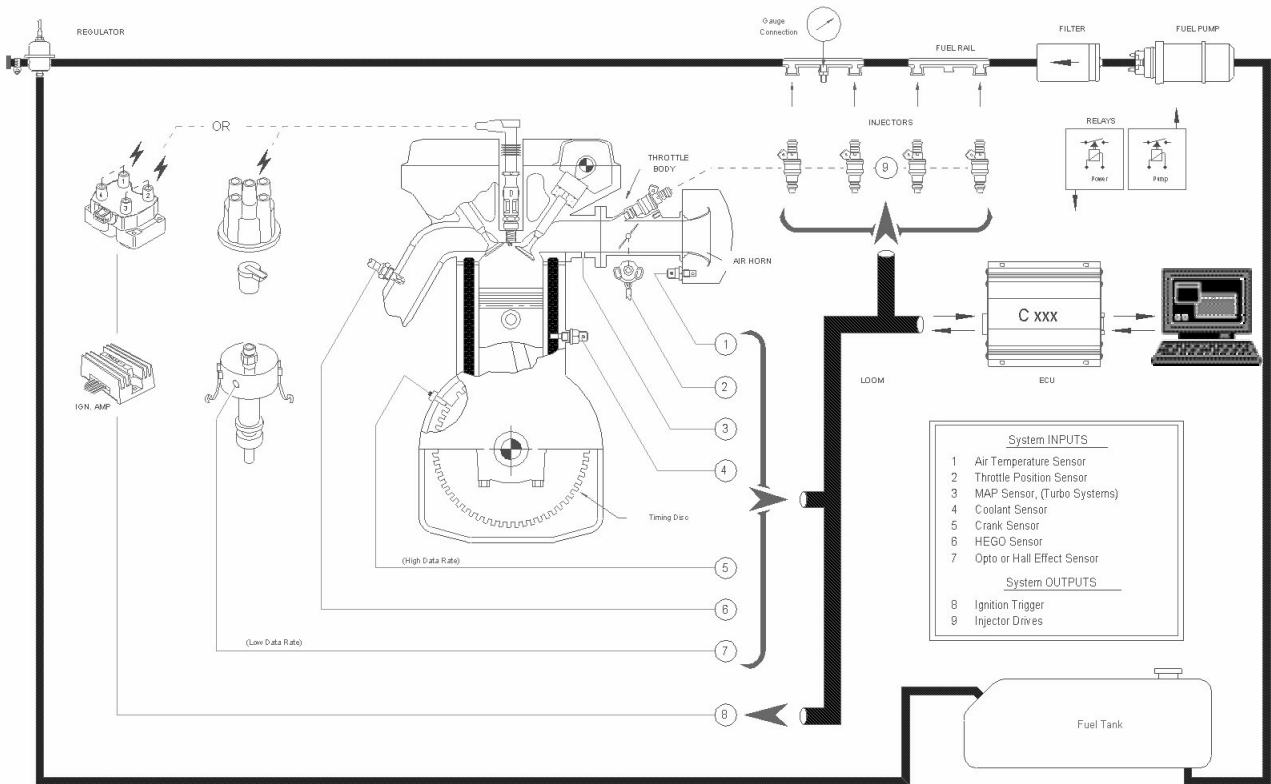 REGULATOR
Gauge
Connection
FUEL RAIL
FILTER
FUEL PUMP
OR
INJECTORS
RELAYS
Power
Pump
THROTTLE
BODY
9
1
4
2
3
AIR HORN
C xxx
ECU
LOOM
IGN. AMP
1
2
3
4
Timing Disc
(High Data Rate)
5
6
(Low Data Rate)
7
8
System INPUTS
1 Air Temperature Sensor
2 Throttle Position Sensor
3 MAP Sensor, (Turbo Systems)
4 Coolant Sensor
5 Crank Sensor
6 HEGO Sensor
7 Opto or Hall Effect Sensor
System OUTPUTS
8 Ignition Trigger
9 Injector Drives
Fuel Tank